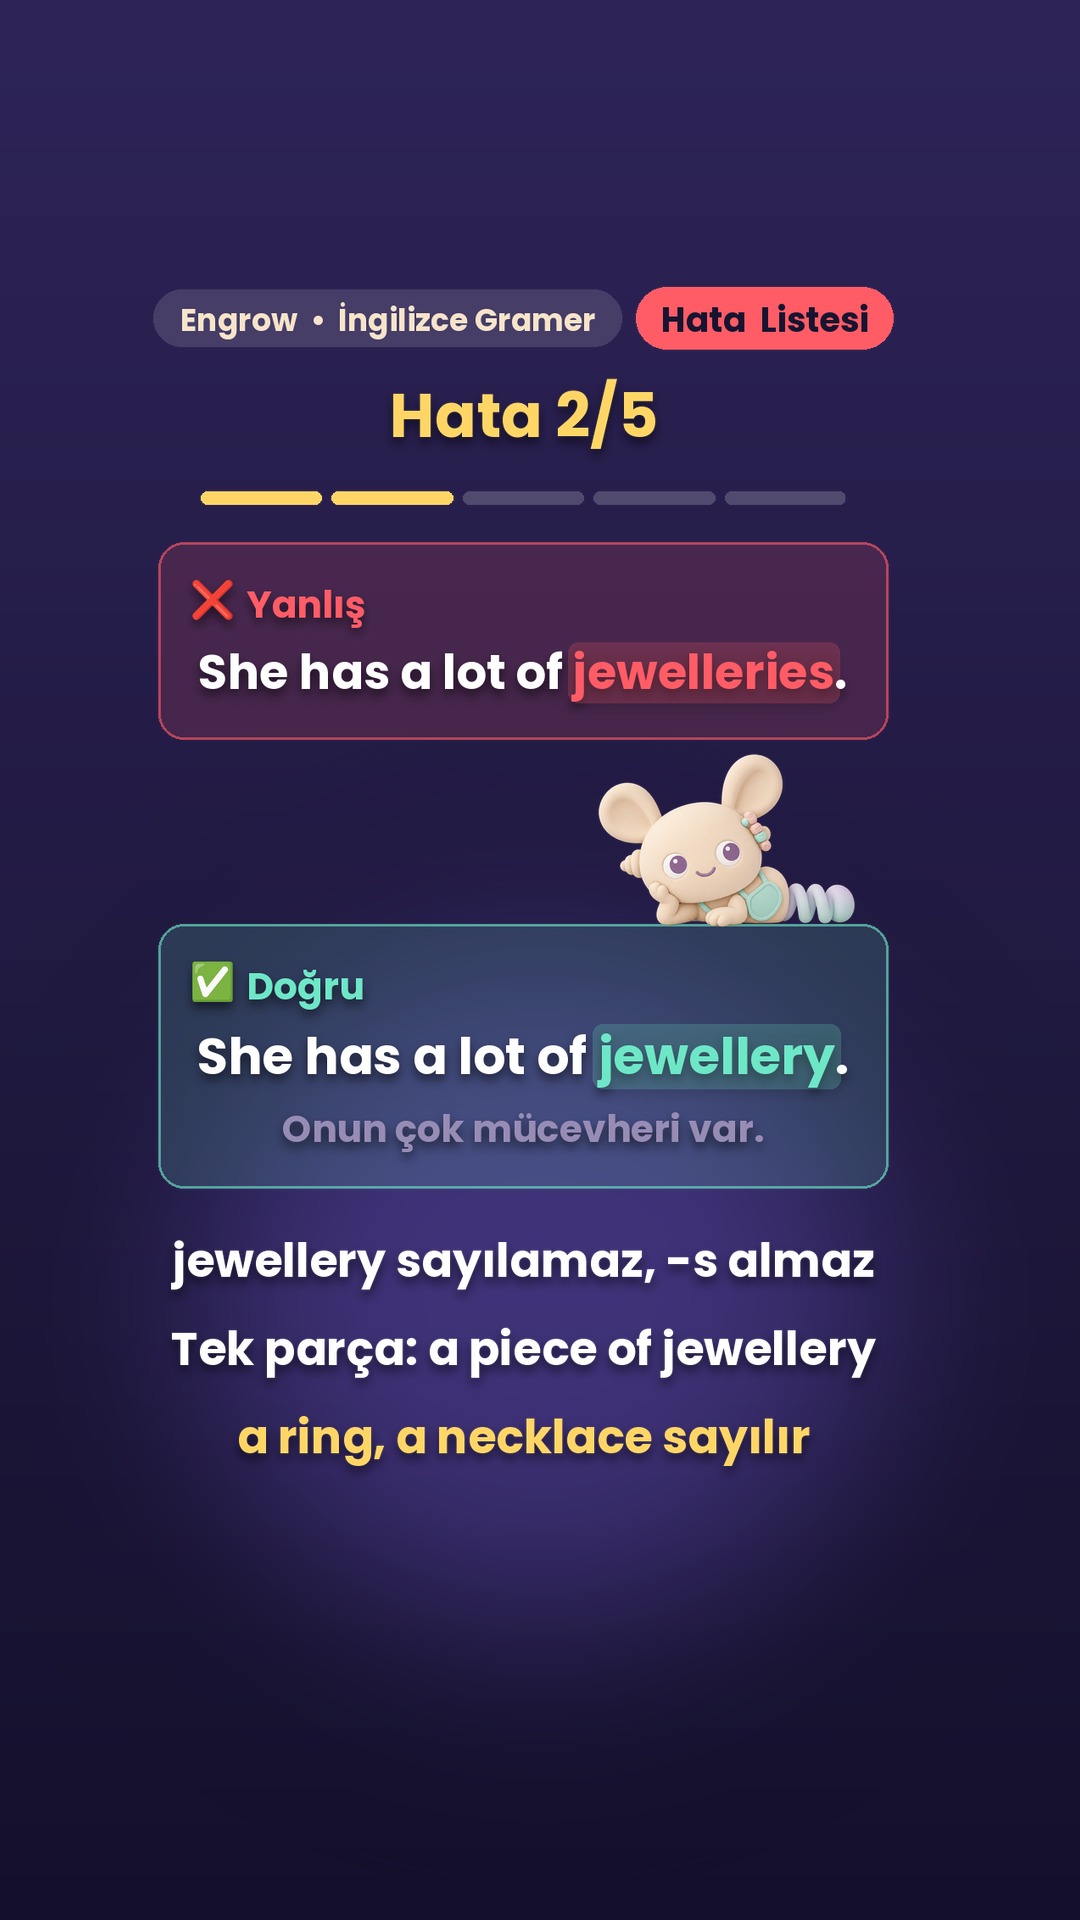 Engrow • İngilizce Gramer
Hata Listesi
Hata 2/5
❌ Yanlış
She has a lot of jewelleries.
✅ Doğru
She has a lot of jewellery.
Onun çok mücevheri var.
jewellery sayılamaz, -s almaz
Tek parça: a piece of jewellery
a ring, a necklace sayılır